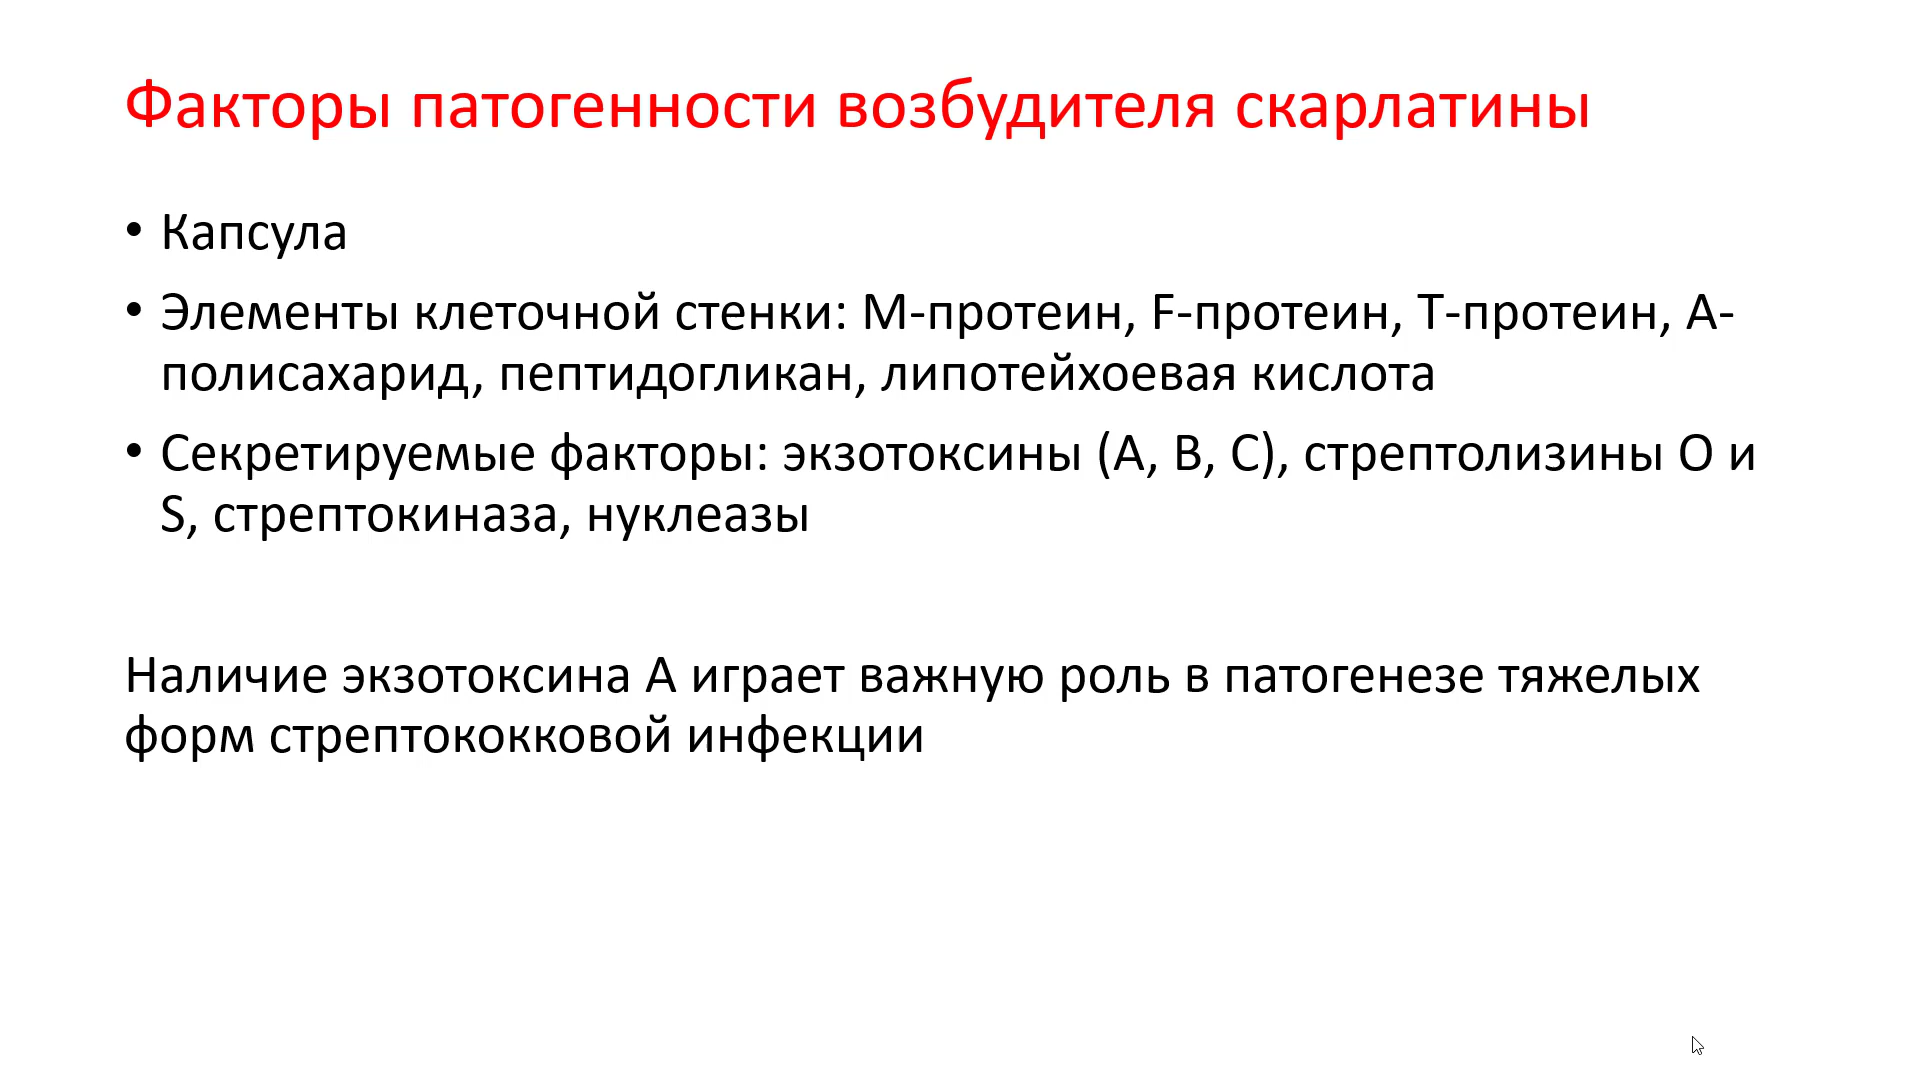 Факторы патогенности возбудителя скарлатины
• Капсула
• Элементы клеточной стенки: М-протеин, F-протеин, Т-протеин, А-
полисахарид, пептидогликан, липотейхоевая кислота
• Секретируемые факторы: экзотоксины (А, В, С), стрептолизины О и
S, стрептокиназа, нуклеазы
Наличие экзотоксина А играет важную роль в патогенезе тяжелых
форм стрептококковой инфекции